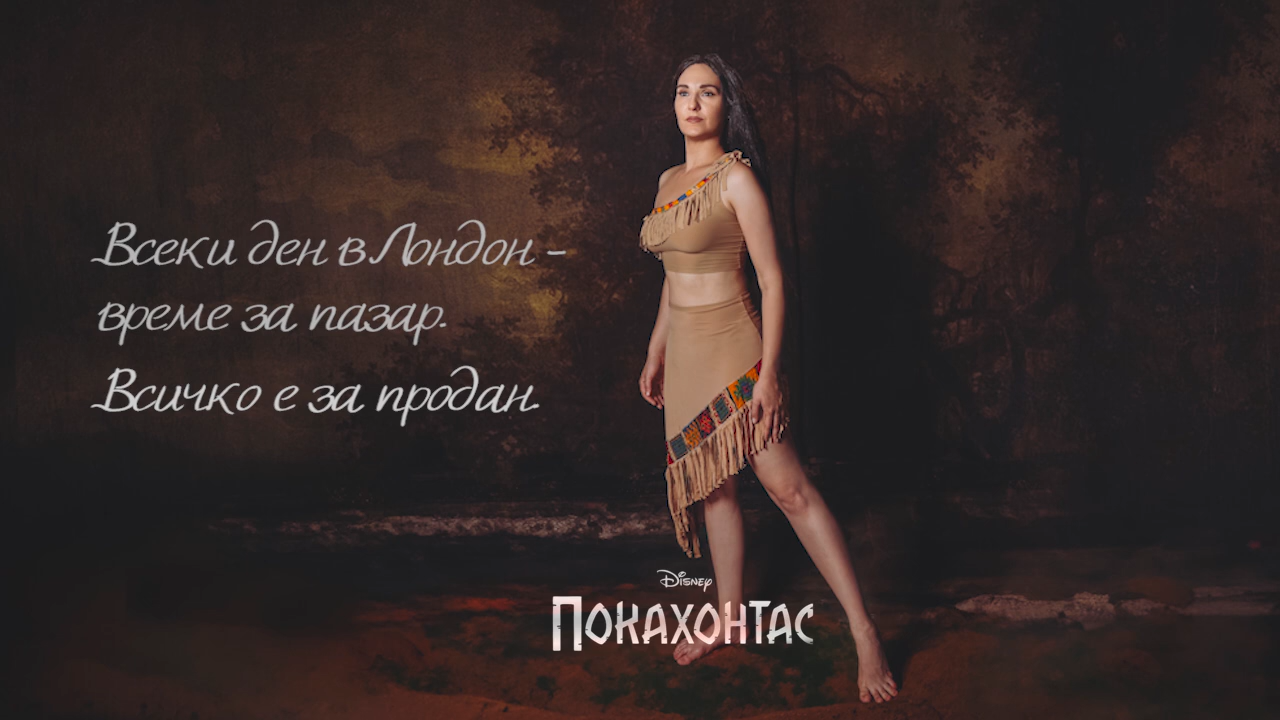 Всеки ден в Лондон –
време за пазар.
Всичко е за продан.
Disney
Покахонтас